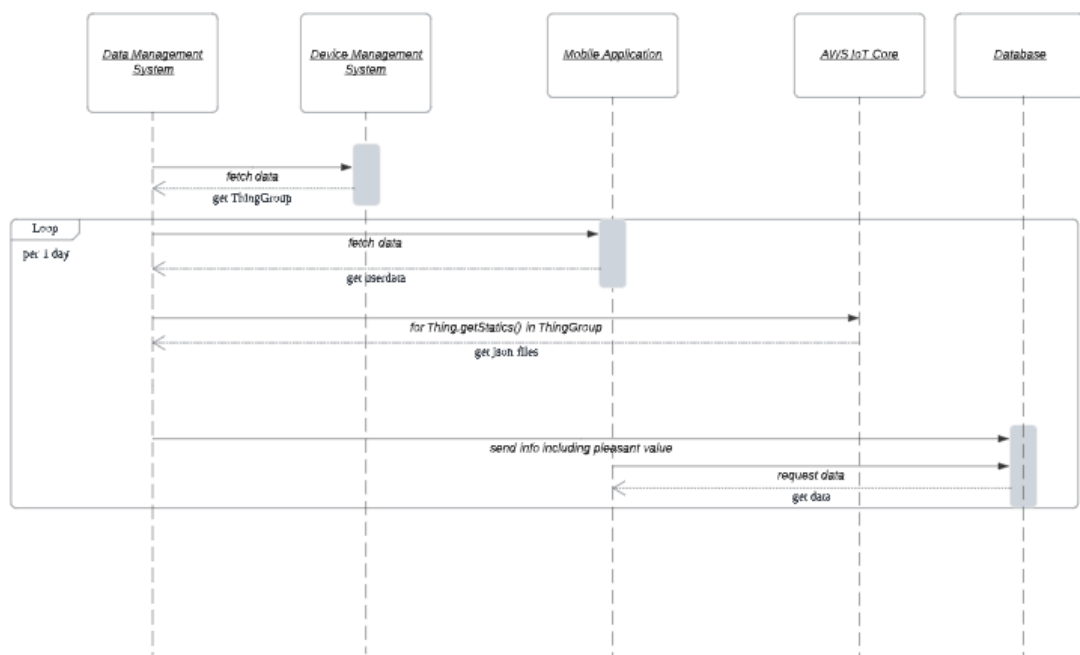 Data Management
System
Device Management
System
Mobile Application
AWS IoT Core
Database
fetch data
get ThingGroup
Loop
per 1 day
fetch data
get userdata
for Thing.getStatics() in ThingGroup
get json files
send info including pleasant value
request data
get data